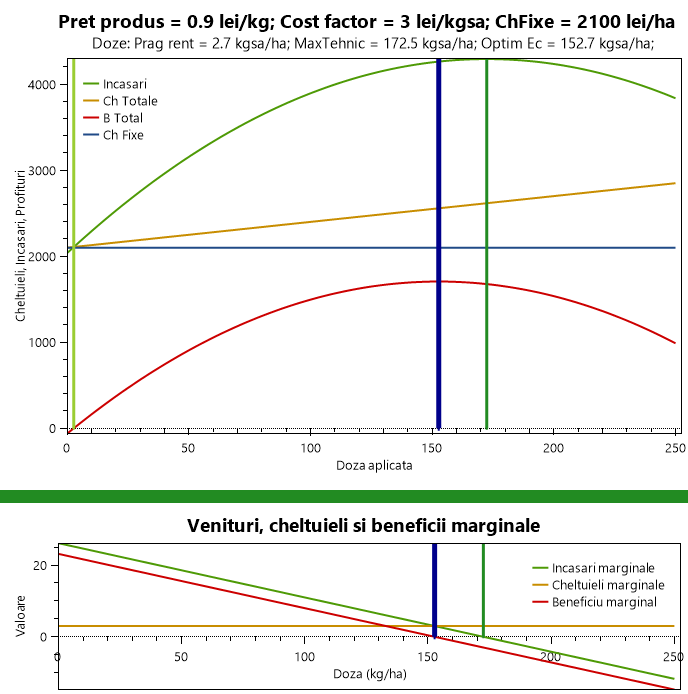 Pret produs = 0.9 lei/kg; Cost factor = 3 lei/kgsa; ChFixe = 2100 lei/ha
Doze: Prag rent = 2.7 kgsa/ha; MaxTehnic = 172.5 kgsa/ha; Optim Ec = 152.7 kgsa/ha;
Cheltuieli, Incasari, Profituri
4000
3000
2000
1000
0
Incasari
Ch Totale
B Total
Ch Fixe
0 50 100 150 200 250
Doza aplicata
Venituri, cheltuieli si beneficii marginale
Valoare
20
0
Incasari marginale
Cheltuieli marginale
Beneficiu marginal
0 50 100 150 200 250
Doza (kg/ha)